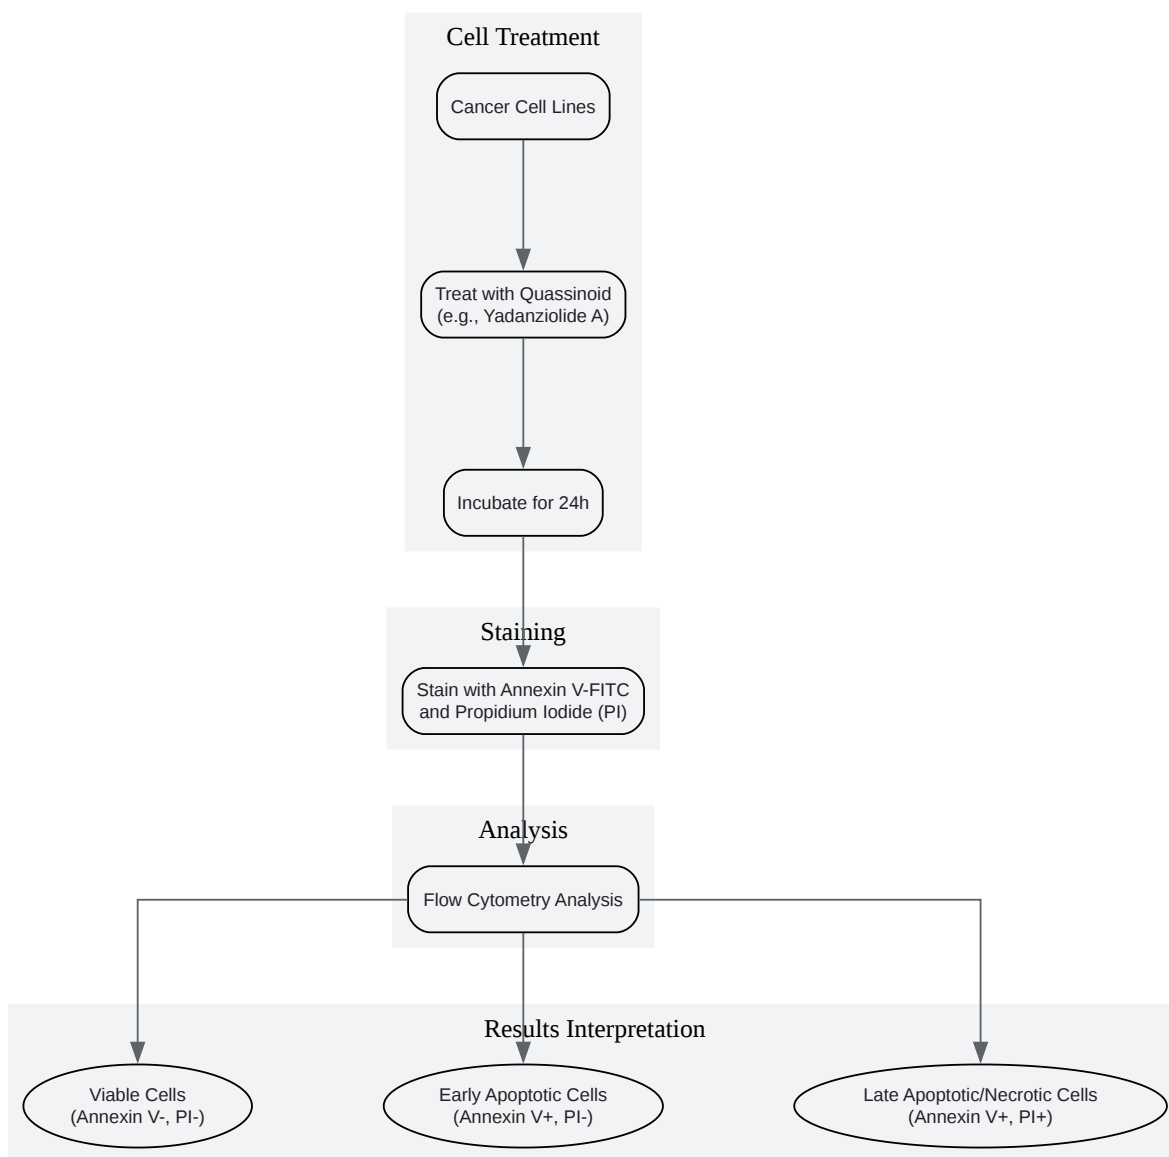 Cell Treatment
Cancer Cell Lines
Treat with Quassinoid
(e.g., Yadanziolide A)
Incubate for 24h
Staining
Stain with Annexin V-FITC
and Propidium Iodide (PI)
Analysis
Flow Cytometry Analysis
Results Interpretation
Viable Cells
(Annexin V-, PI-)
Early Apoptotic Cells
(Annexin V+, PI-)
Late Apoptotic/Necrotic Cells
(Annexin V+, PI+)